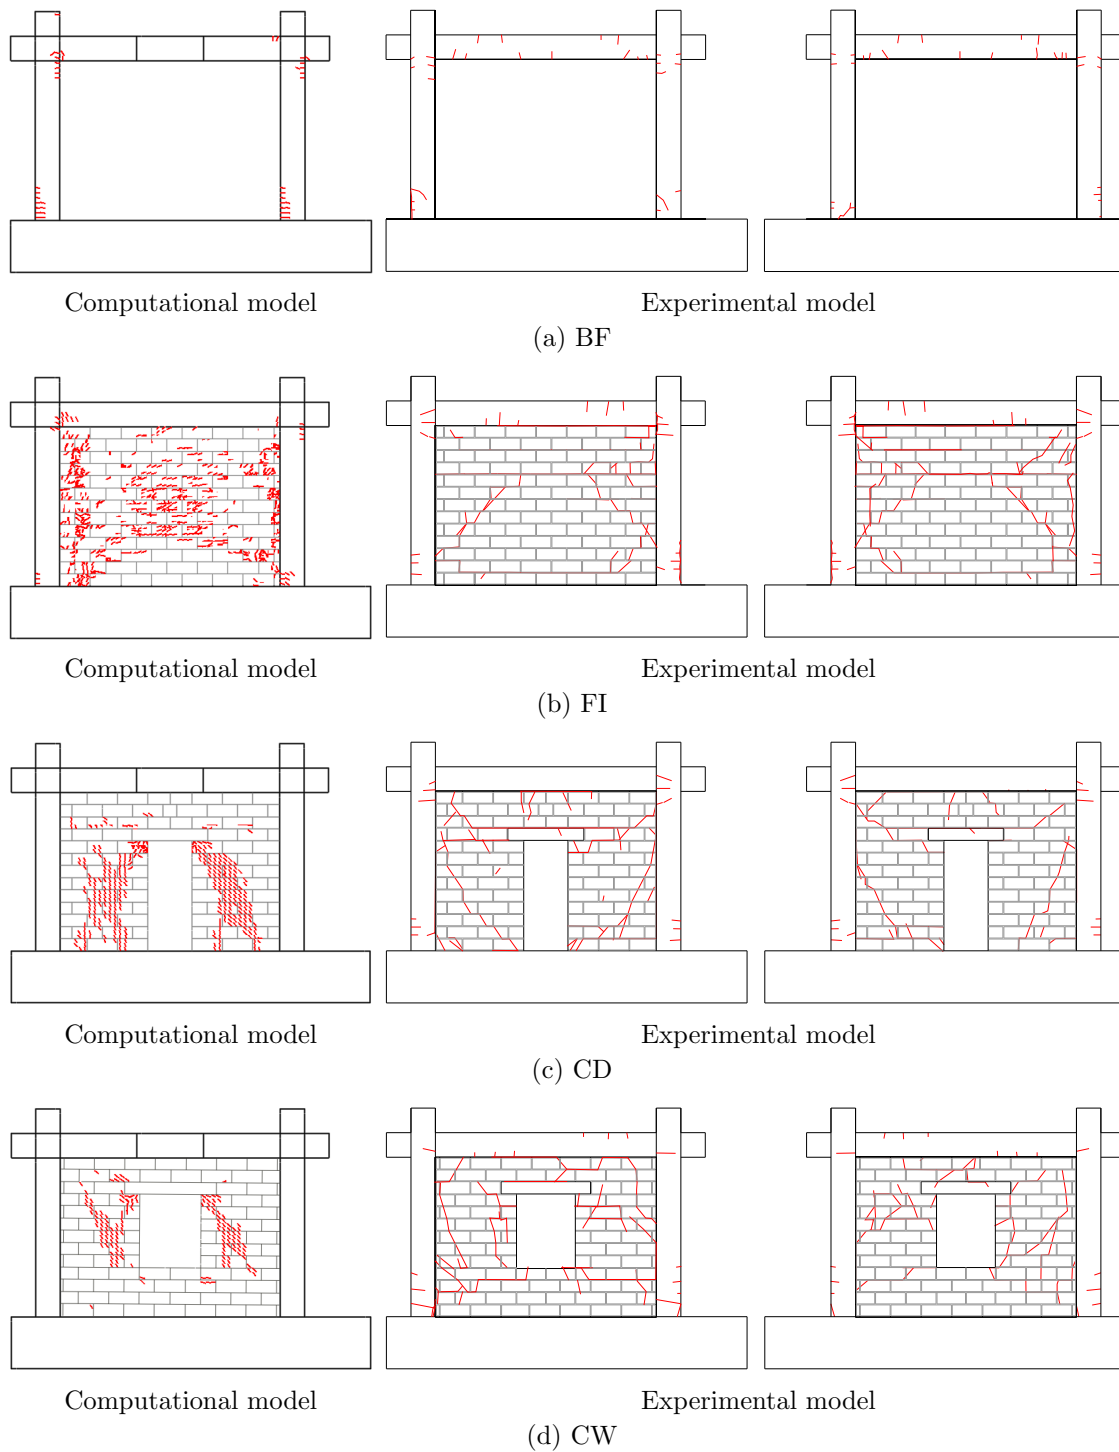 Computational model
Experimental model
(a) BF
Computational model
Experimental model
(b) FI
Computational model
Experimental model
(c) CD
Computational model
Experimental model
(d) CW